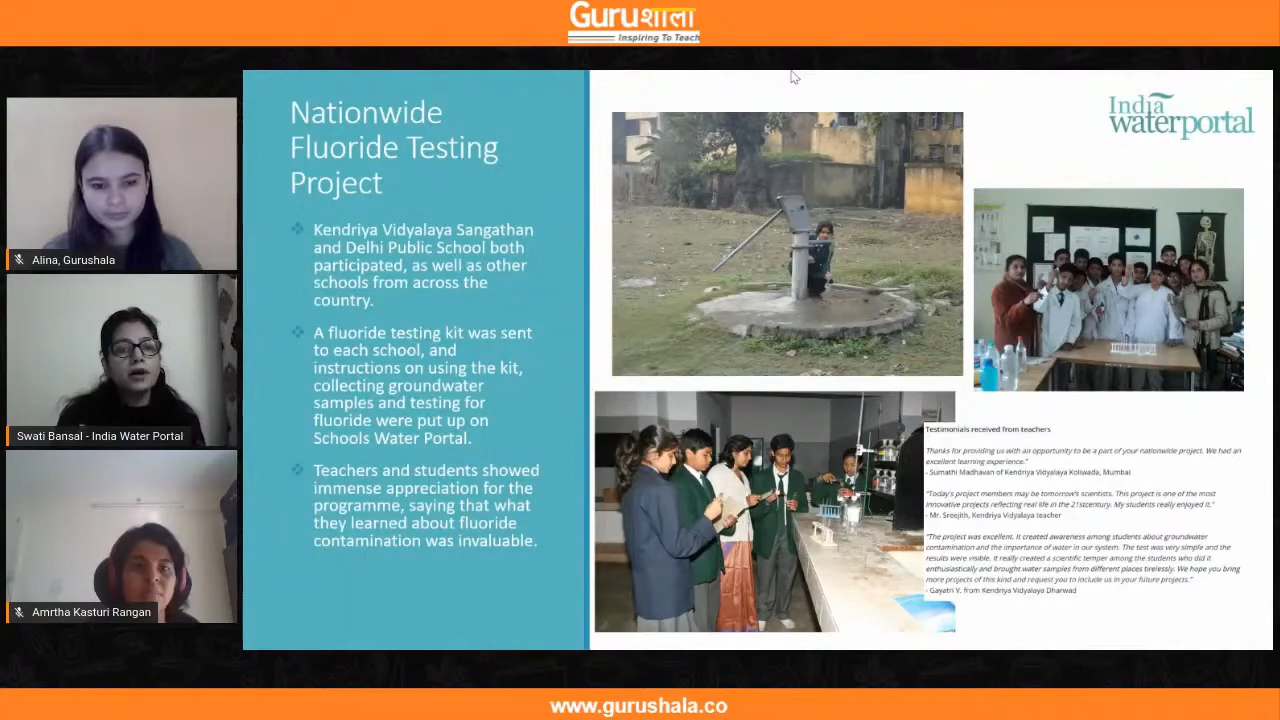 Guruशाला
Inspiring To Teach
Alina, Gurushala
Swati Bansal - India Water Portal
Amrtha Kasturi Rangan
Nationwide
Fluoride Testing
Project
Kendriya Vidyalaya Sangathan
and Delhi Public School both
participated, as well as other
schools from across the
country.
A fluoride testing kit was sent
to each school, and
instructions on using the kit,
collecting groundwater
samples and testing for
fluoride were put up on
Schools Water Portal.
Teachers and students showed
immense appreciation for the
programme, saying that what
they learned about fluoride
contamination was invaluable.
India
waterportal
Testimonials received from teachers
Thanks for providing us with an opportunity to be a part of your nationwide project. We had an
excellent learning experience."
- Sumathi Madhavan of Kendriya Vidyalaya Koliwada, Mumbai
"Today's project members may be tomorrow's scientists. This project is one of the most
innovative projects reflecting real life in the 21stcentury. My students really enjoyed it."
- Mr. Sreejith, Kendriya Vidyalaya teacher
"The project was excellent. It created awareness among students about groundwater
contamination and the importance of water in our system. The test was very simple and the
results were visible. It really created a scientific temper among the students who did it
enthusiastically and brought water samples from different places tirelessly. We hope you bring
more projects of this kind and request you to include us in your future projects."
- Gayatri V. from Kendriya Vidyalaya Dharwad
www.gurushala.co